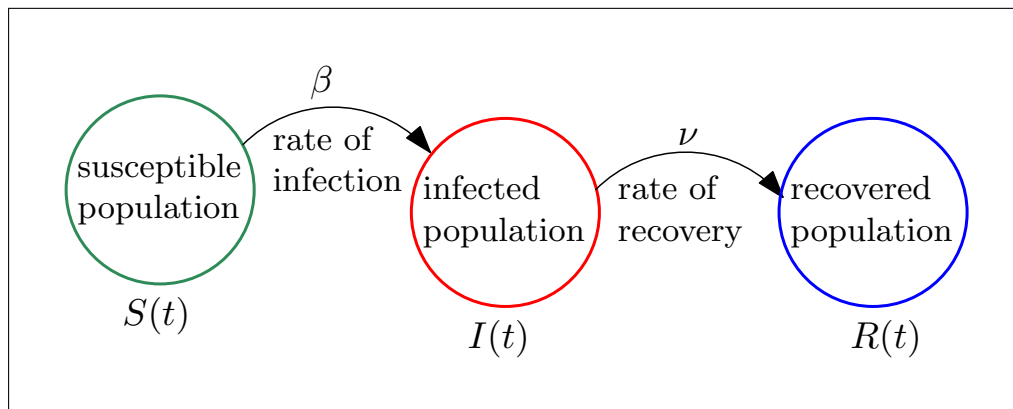 β
rate of
infection
susceptible
population
S(t)
infected
population
I(t)
ν
rate of
recovery
recovered
population
R(t)